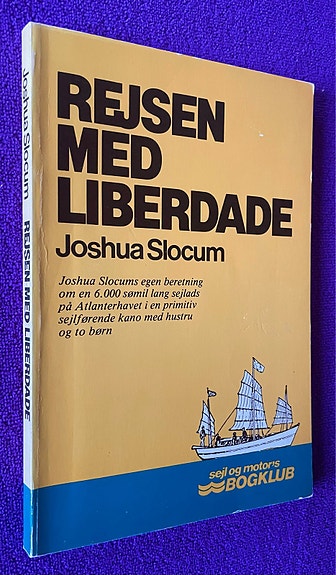 Joshua Slocum REJSEN MED LIBERDADE
REJSEN
MED
LIBERDADE
Joshua Slocum
Joshua Slocums egen beretning
om en 6.000 sømil lang sejlads
på Atlanterhavet i en primitiv
sejlførende kano med hustru
og to børn
sejl og motor's
BOGKLUB